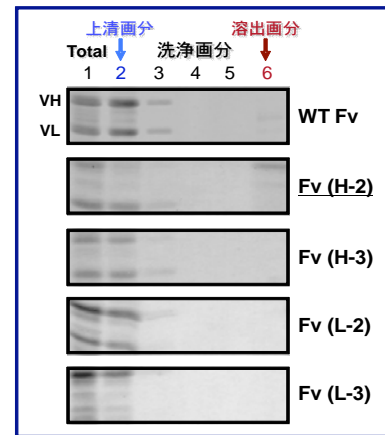 上清画分 溶出画分
Total 洗浄画分
1 2 3 4 5 6
VH
WT Fv
VL
Fv (H-2)
Fv (H-3)
Fv (L-2)
Fv (L-3)